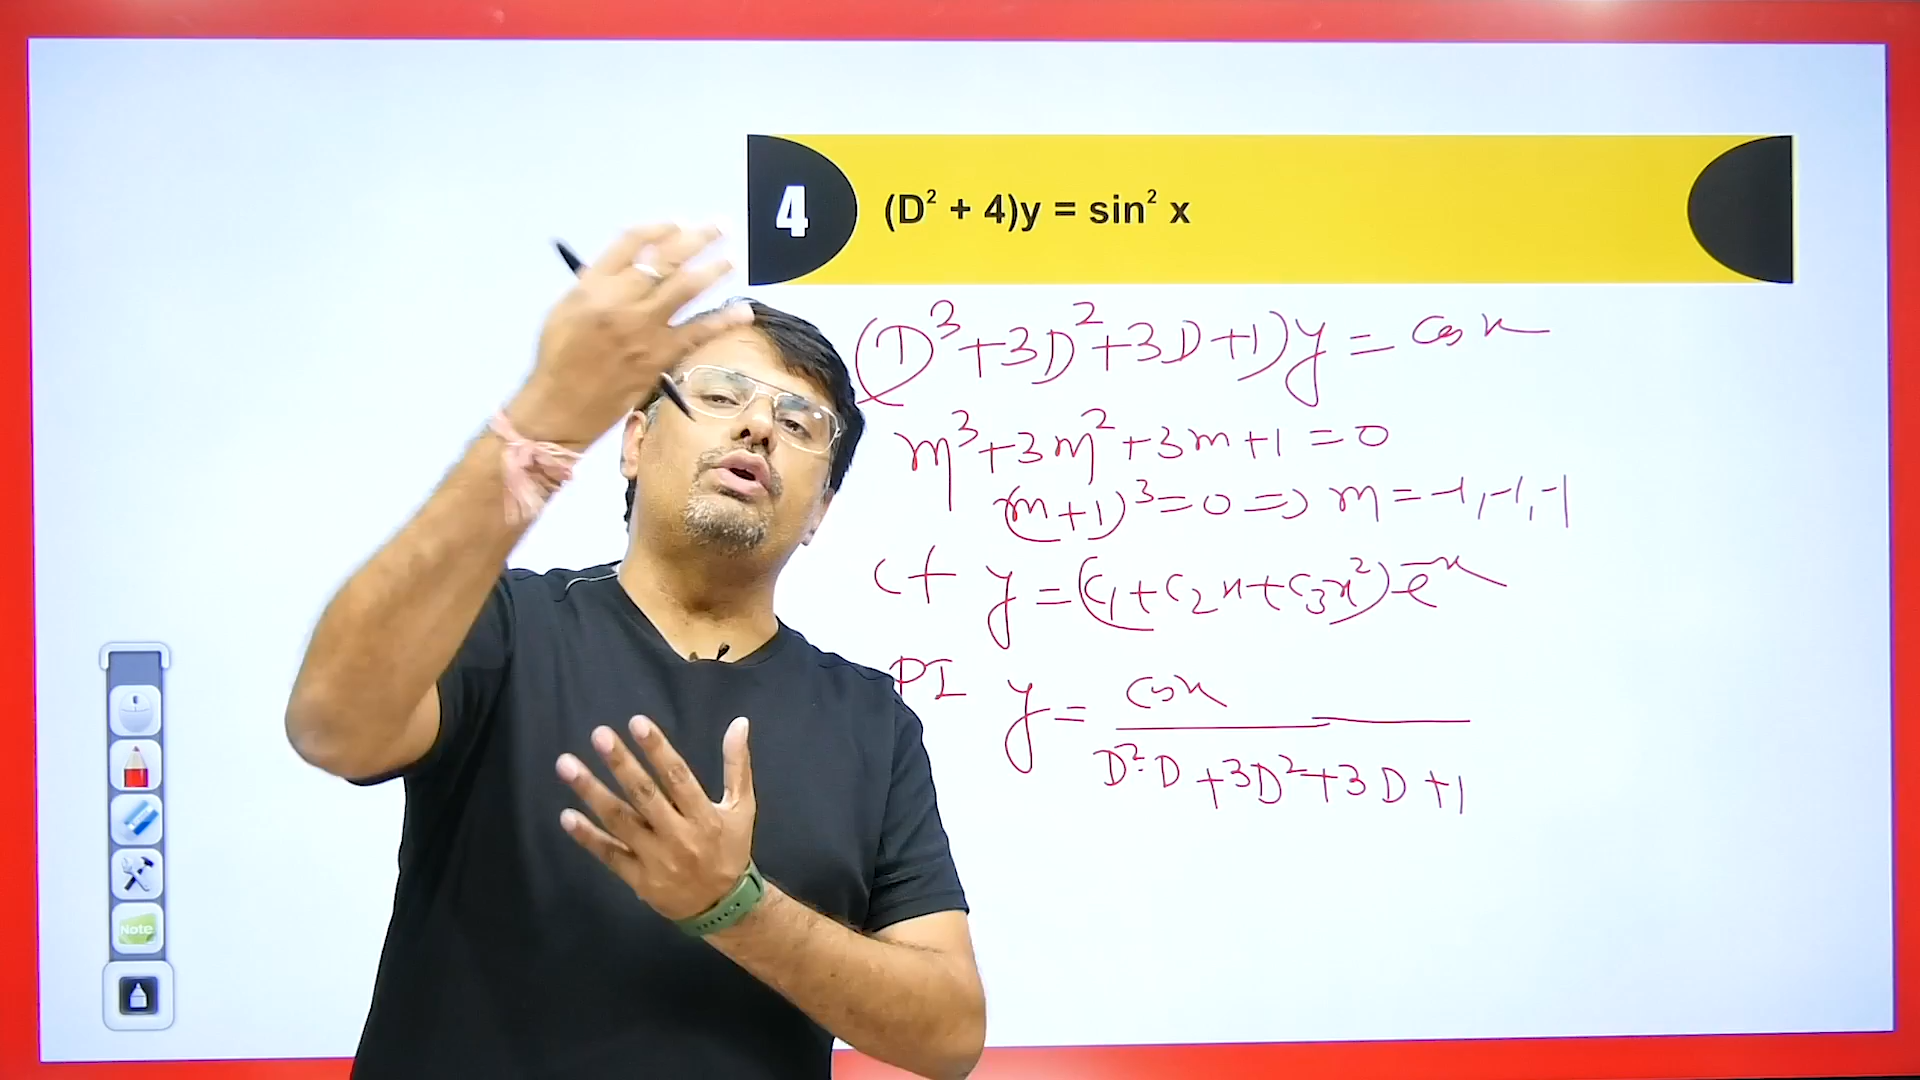 4 (D² + 4)y = sin² x
(D³+3D²+3D+1)y = cos x
m³+3m²+3m+1 = 0
(m+1)³ = 0 ⇒ m = -1, -1, -1
CF y = (c₁+c₂x+c₃x²)e⁻ˣ
PI y = cos x / D²·D+3D²+3D+1
Note